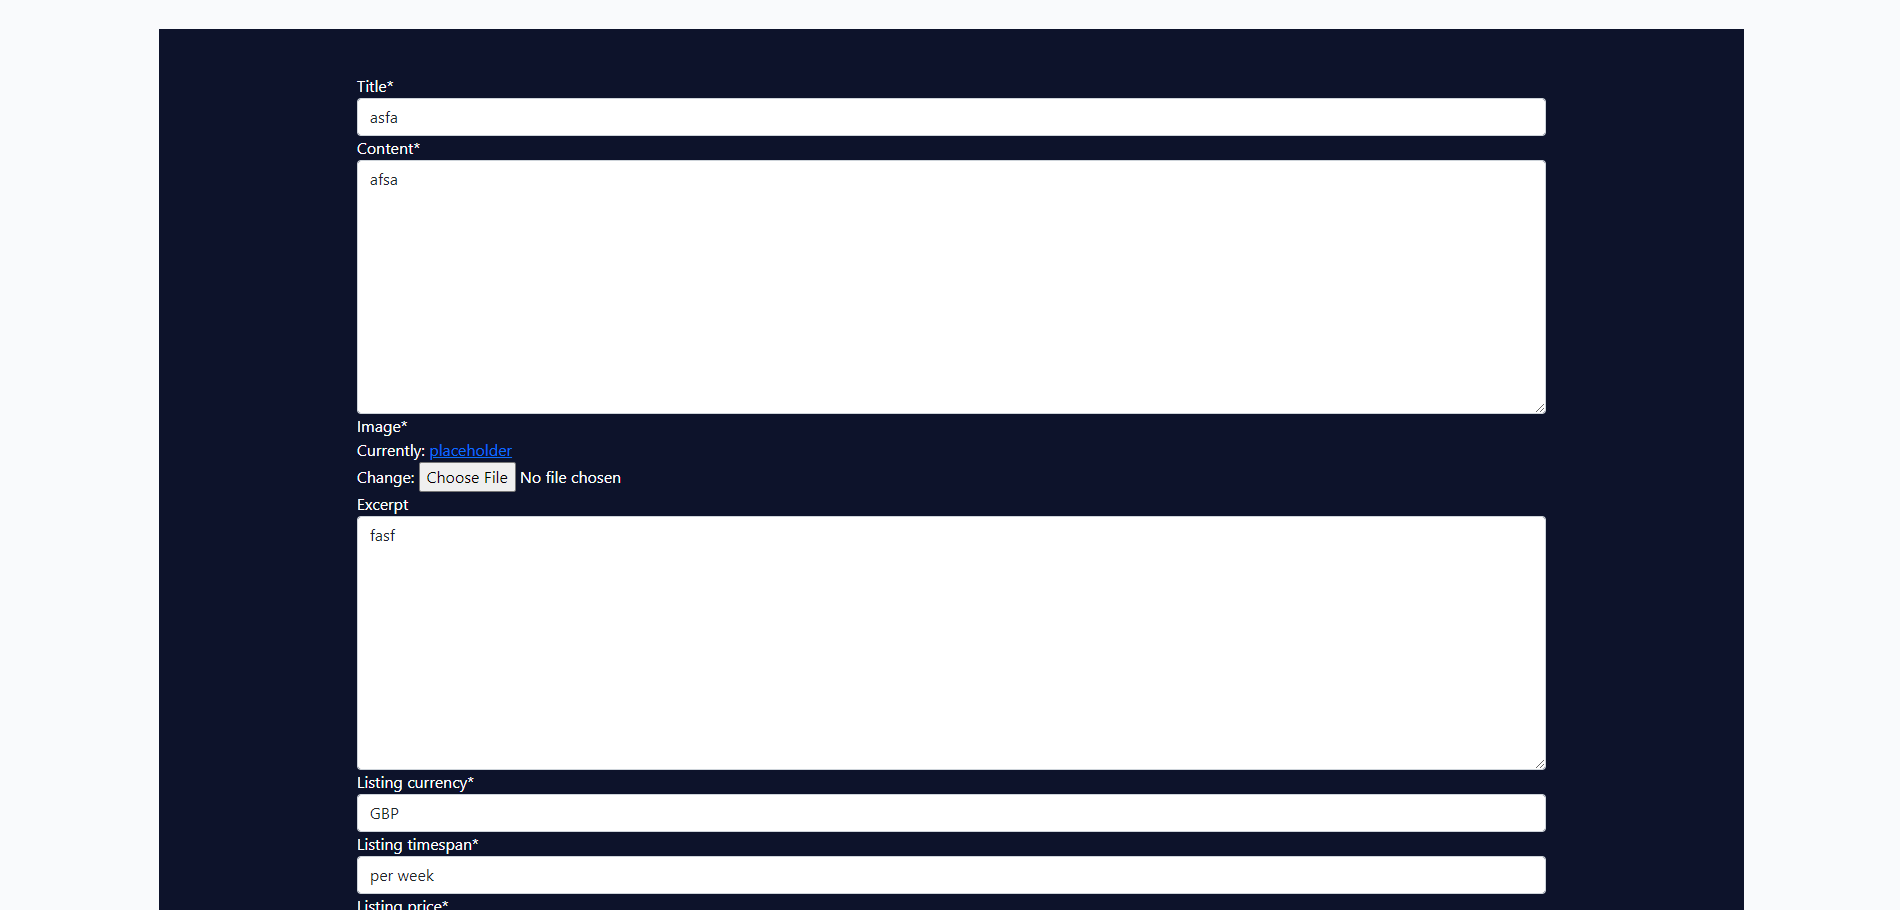 Title*
asfa
Content*
afsa
Image*
Currently: placeholder
Change: Choose File No file chosen
Excerpt
fasf
Listing currency*
GBP
Listing timespan*
per week
Listing price*